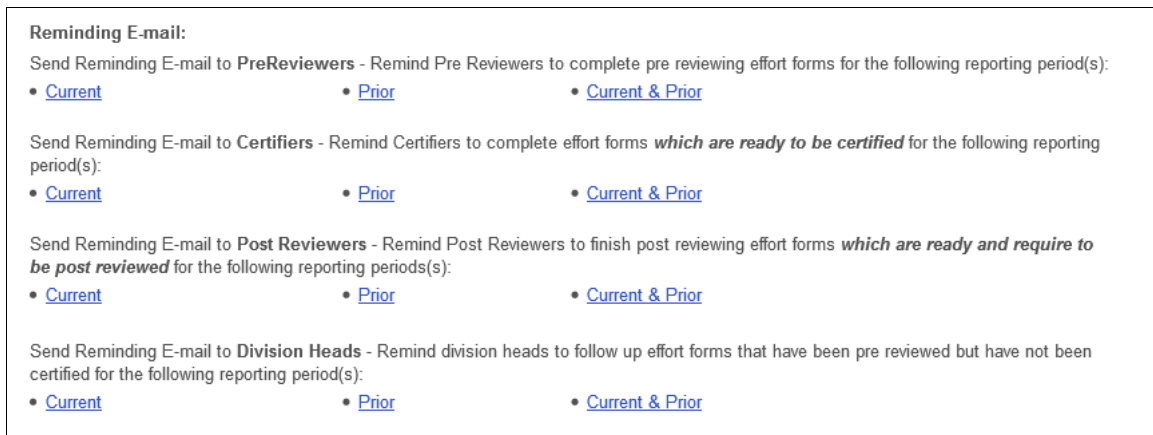 Reminding E-mail:
Send Reminding E-mail to PreReviewers - Remind Pre Reviewers to complete pre reviewing effort forms for the following reporting period(s):
• Current • Prior • Current & Prior
Send Reminding E-mail to Certifiers - Remind Certifiers to complete effort forms which are ready to be certified for the following reporting
period(s):
• Current • Prior • Current & Prior
Send Reminding E-mail to Post Reviewers - Remind Post Reviewers to finish post reviewing effort forms which are ready and require to
be post reviewed for the following reporting periods(s):
• Current • Prior • Current & Prior
Send Reminding E-mail to Division Heads - Remind division heads to follow up effort forms that have been pre reviewed but have not been
certified for the following reporting period(s):
• Current • Prior • Current & Prior